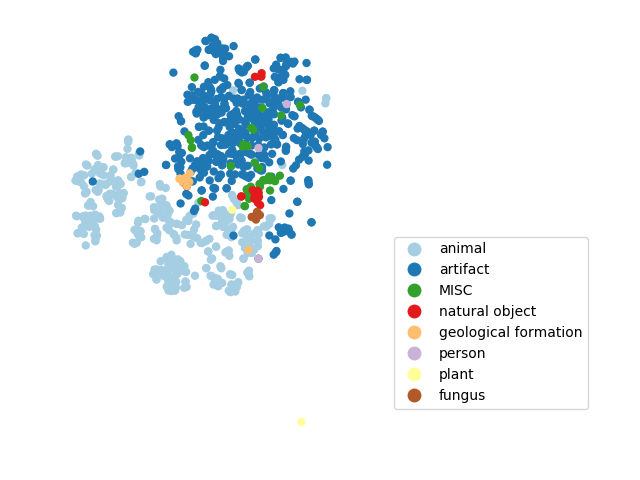 animal
artifact
MISC
natural object
geological formation
person
plant
fungus